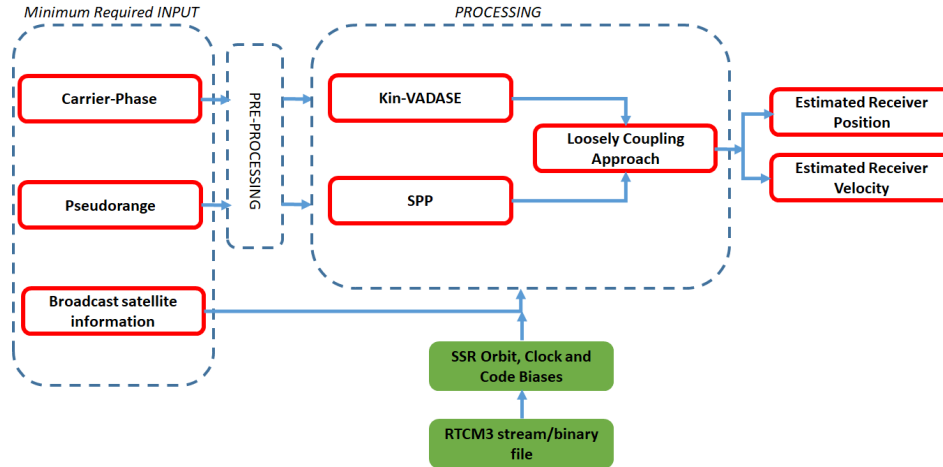 Minimum Required INPUT
PROCESSING
Carrier-Phase
Pseudorange
Broadcast satellite
information
PRE-PROCESSING
Kin-VADASE
SPP
Loosely Coupling
Approach
Estimated Receiver
Position
Estimated Receiver
Velocity
SSR Orbit, Clock and
Code Biases
RTCM3 stream/binary
file